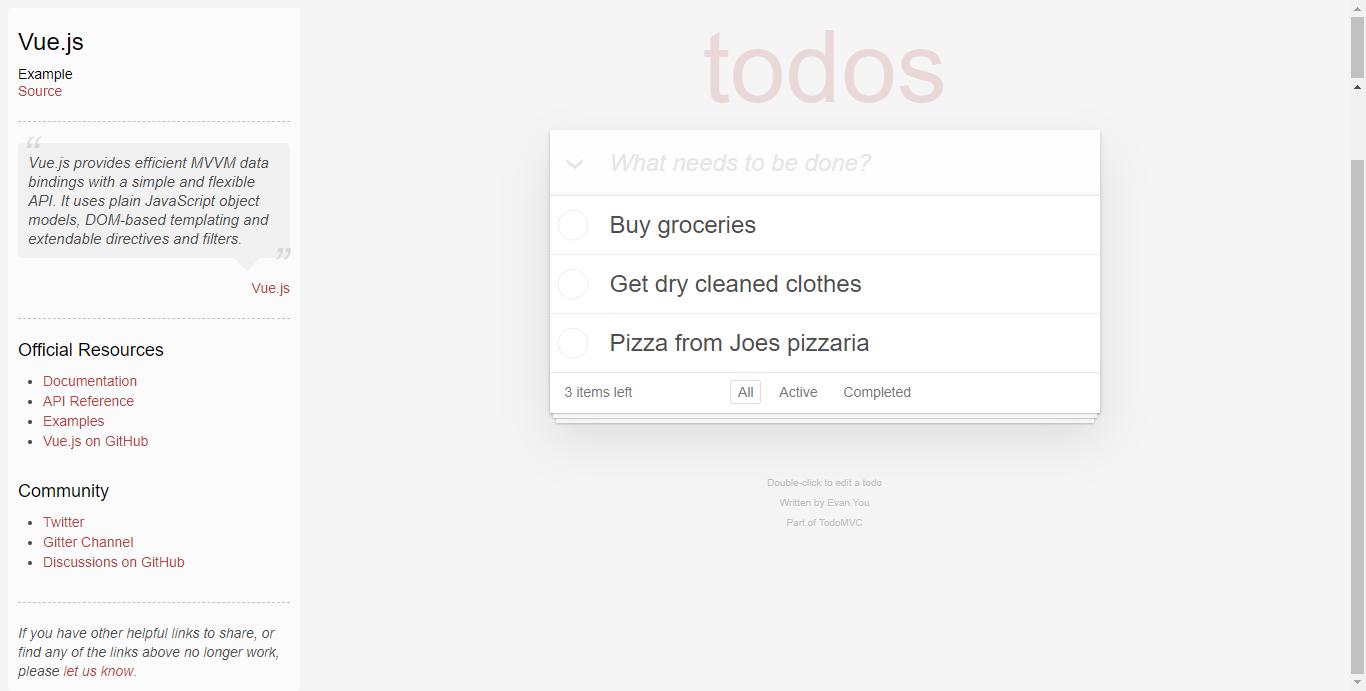 Vue.js
Example
Source
“
Vue.js provides efficient MVVM data
bindings with a simple and flexible
API. It uses plain JavaScript object
models, DOM-based templating and
extendable directives and filters.
”
Vue.js
Official Resources
Documentation
API Reference
Examples
Vue.js on GitHub
Community
Twitter
Gitter Channel
Discussions on GitHub
If you have other helpful links to share, or
find any of the links above no longer work,
please let us know.
todos
What needs to be done?
Buy groceries
Get dry cleaned clothes
Pizza from Joes pizzaria
3 items left All Active Completed
Double-click to edit a todo
Written by Evan You
Part of TodoMVC